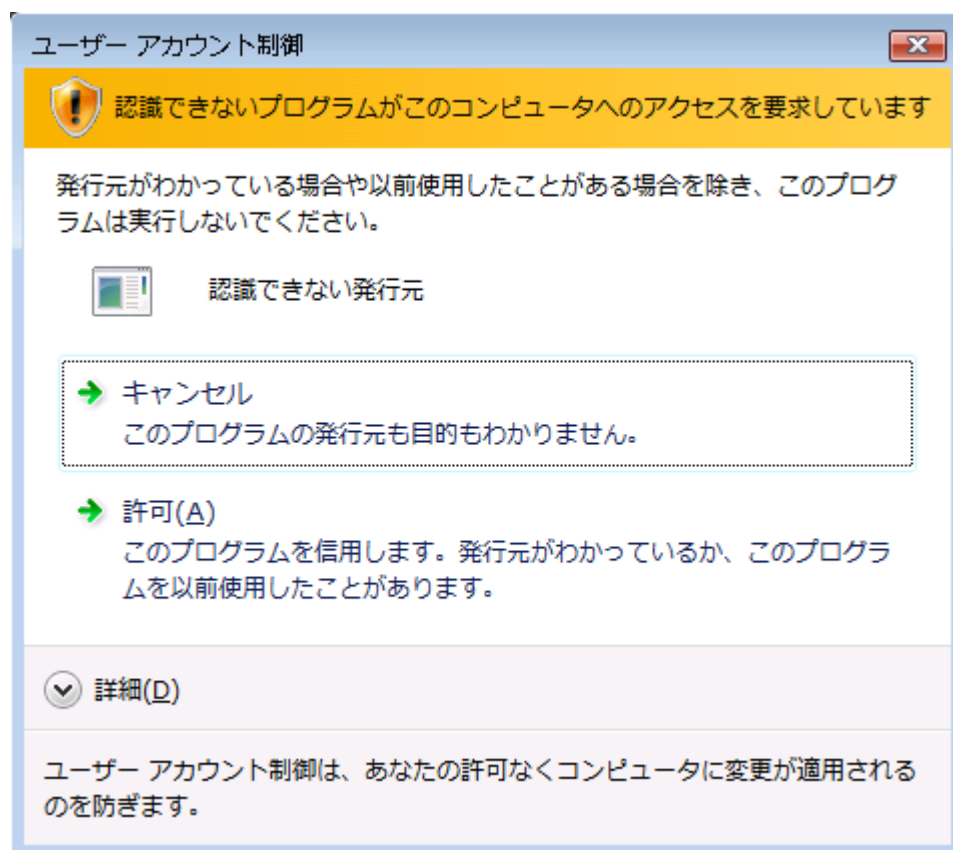 ユーザー アカウント制御
認識できないプログラムがこのコンピュータへのアクセスを要求しています
発行元がわかっている場合や以前使用したことがある場合を除き、このプログ
ラムは実行しないでください。
認識できない発行元
キャンセル
このプログラムの発行元も目的もわかりません。
許可(A)
このプログラムを信用します。発行元がわかっているか、このプログラ
ムを以前使用したことがあります。
詳細(D)
ユーザー アカウント制御は、あなたの許可なくコンピュータに変更が適用される
のを防ぎます。